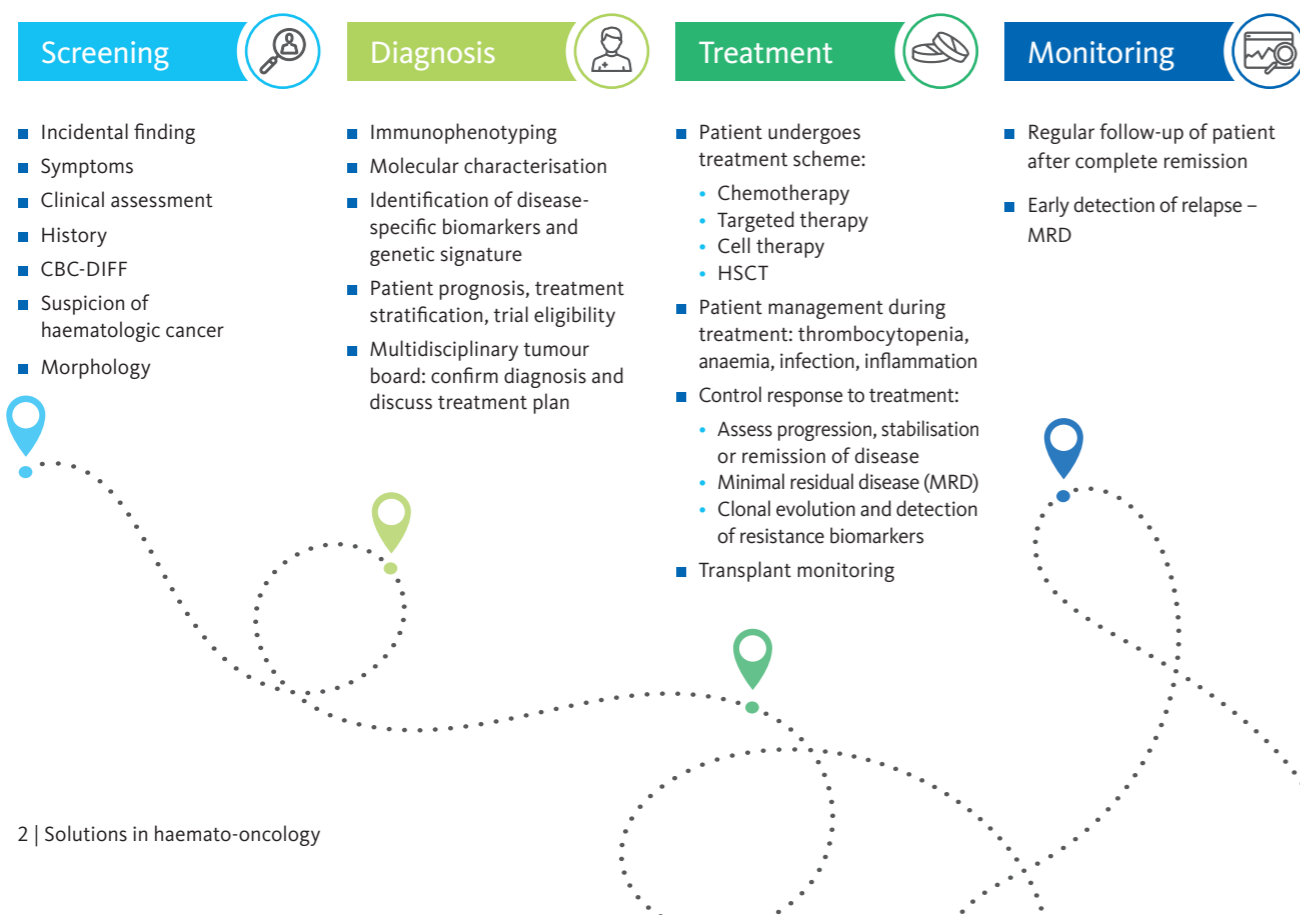 Screening
Incidental finding
Symptoms
Clinical assessment
History
CBC-DIFF
Suspicion of
haematologic cancer
Morphology
Diagnosis
Immunophenotyping
Molecular characterisation
Identification of disease-
specific biomarkers and
genetic signature
Patient prognosis, treatment
stratification, trial eligibility
Multidisciplinary tumour
board: confirm diagnosis and
discuss treatment plan
Treatment
Patient undergoes
treatment scheme:
Chemotherapy
Targeted therapy
Cell therapy
HSCT
Patient management during
treatment: thrombocytopenia,
anaemia, infection, inflammation
Control response to treatment:
Assess progression, stabilisation
or remission of disease
Minimal residual disease (MRD)
Clonal evolution and detection
of resistance biomarkers
Transplant monitoring
Monitoring
Regular follow-up of patient
after complete remission
Early detection of relapse –
MRD
2 | Solutions in haemato-oncology